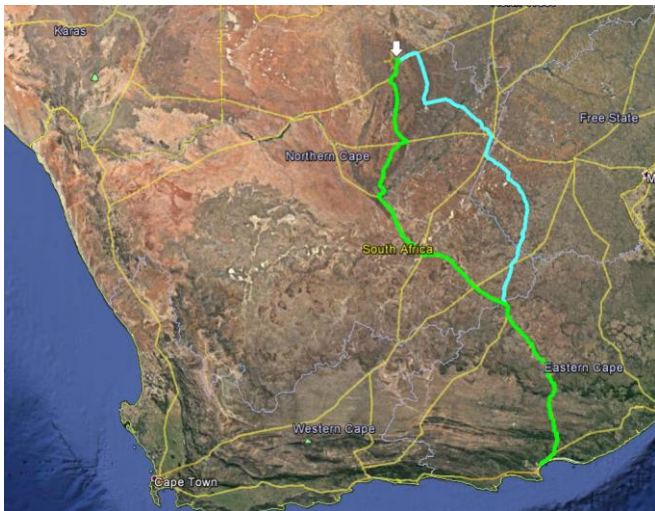 Karas
Free State
Northern Cape
South Africa
Eastern Cape
Western Cape
Cape Town